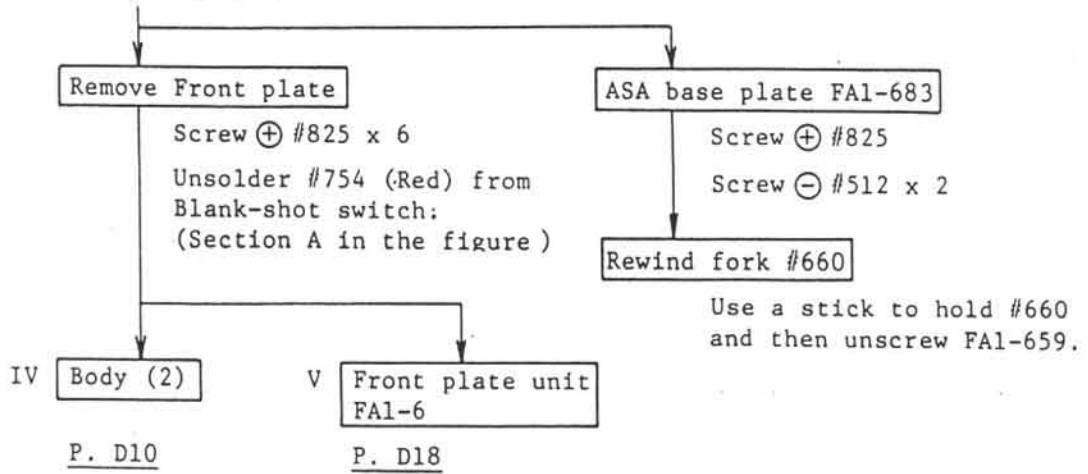 Remove Front plate
Screw ⊕ #825 x 6
Unsolder #754 (Red) from
Blank-shot switch:
(Section A in the figure)
ASA base plate FA1-683
Screw ⊕ #825
Screw ⊖ #512 x 2
Rewind fork #660
Use a stick to hold #660
and then unscrew FA1-659.
IV Body (2)
P. D10
V Front plate unit
FA1-6
P. D18